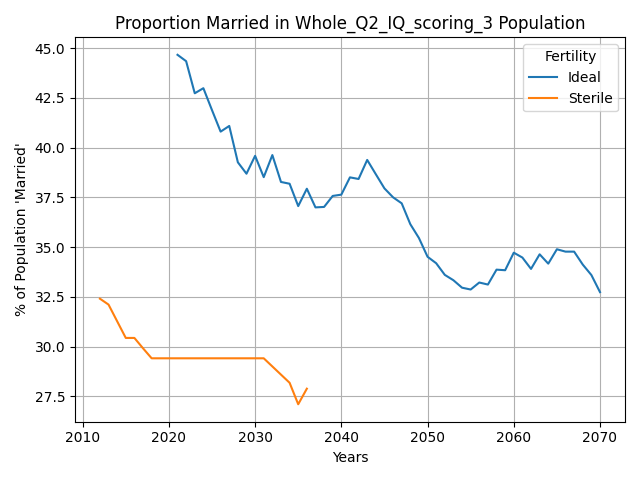 Proportion Married in Whole_Q2_IQ_scoring_3 Population
% of Population 'Married'
45.0
42.5
40.0
37.5
35.0
32.5
30.0
27.5
Fertility
Ideal
Sterile
2010 2020 2030 2040 2050 2060 2070
Years